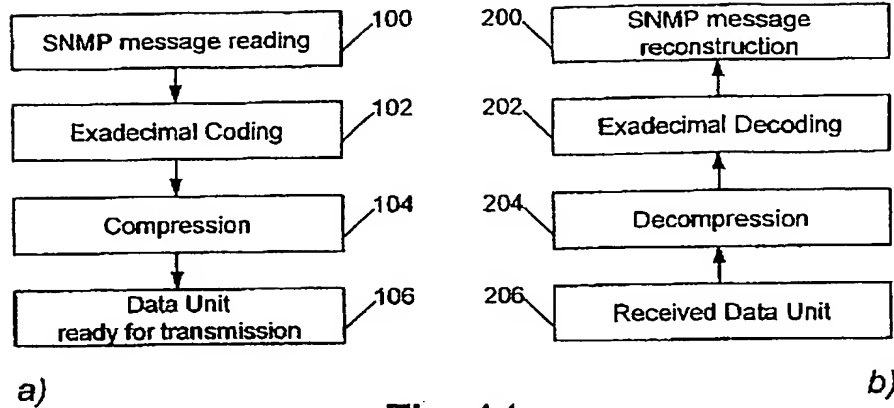 SNMP message reading
100
Exadecimal Coding
102
Compression
104
Data Unit
ready for transmission
106
a)
200
SNMP message
reconstruction
202
Exadecimal Decoding
204
Decompression
206
Received Data Unit
b)